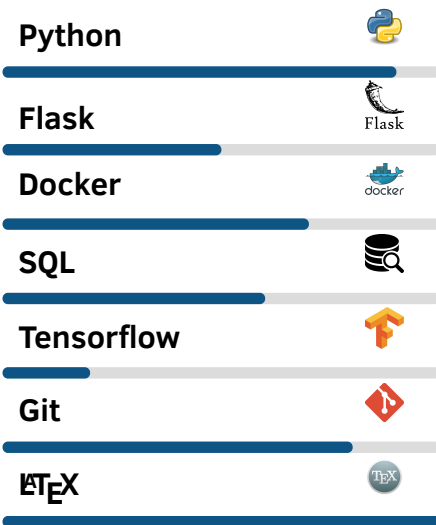 Python
Flask
Flask
Docker
docker
SQL
Tensorflow
Git
LATEX
TEX